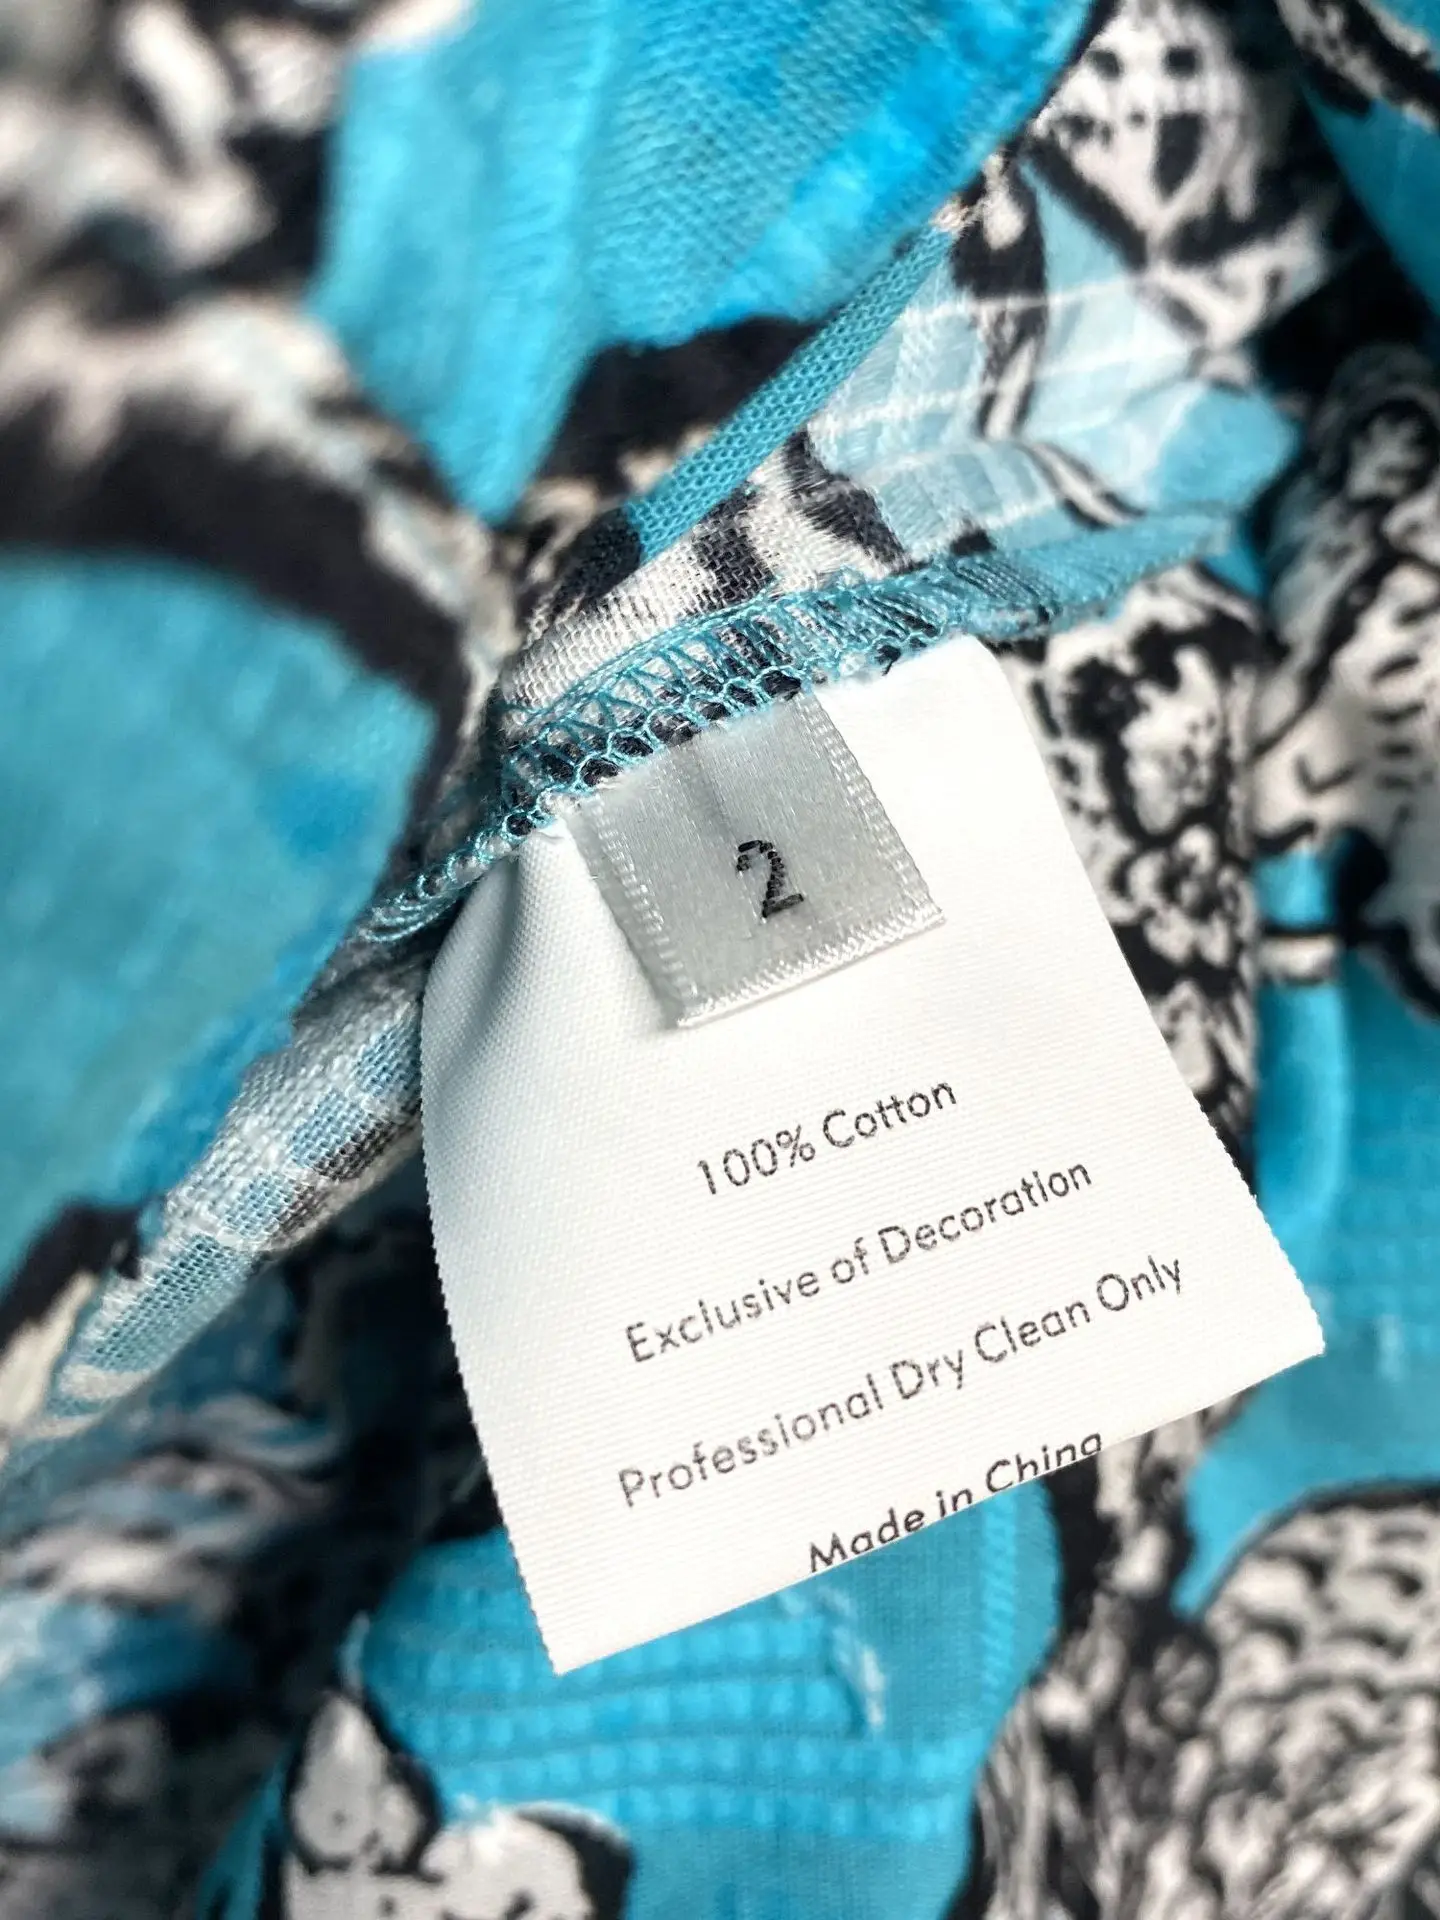 2
100% Cotton
Exclusive of Decoration
Professional Dry Clean Only
Made in China